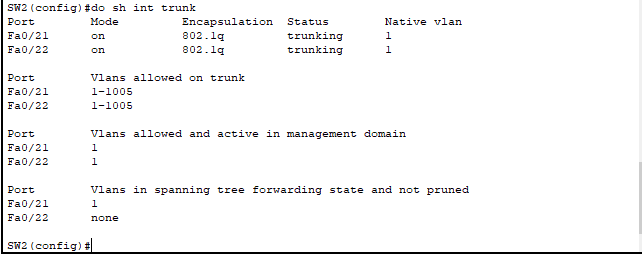 SW2(config)#do sh int trunk
Port        Mode         Encapsulation  Status        Native vlan
Fa0/21      on           802.1q         trunking      1
Fa0/22      on           802.1q         trunking      1
Port        Vlans allowed on trunk
Fa0/21      1-1005
Fa0/22      1-1005
Port        Vlans allowed and active in management domain
Fa0/21      1
Fa0/22      1
Port        Vlans in spanning tree forwarding state and not pruned
Fa0/21      1
Fa0/22      none
SW2(config)#